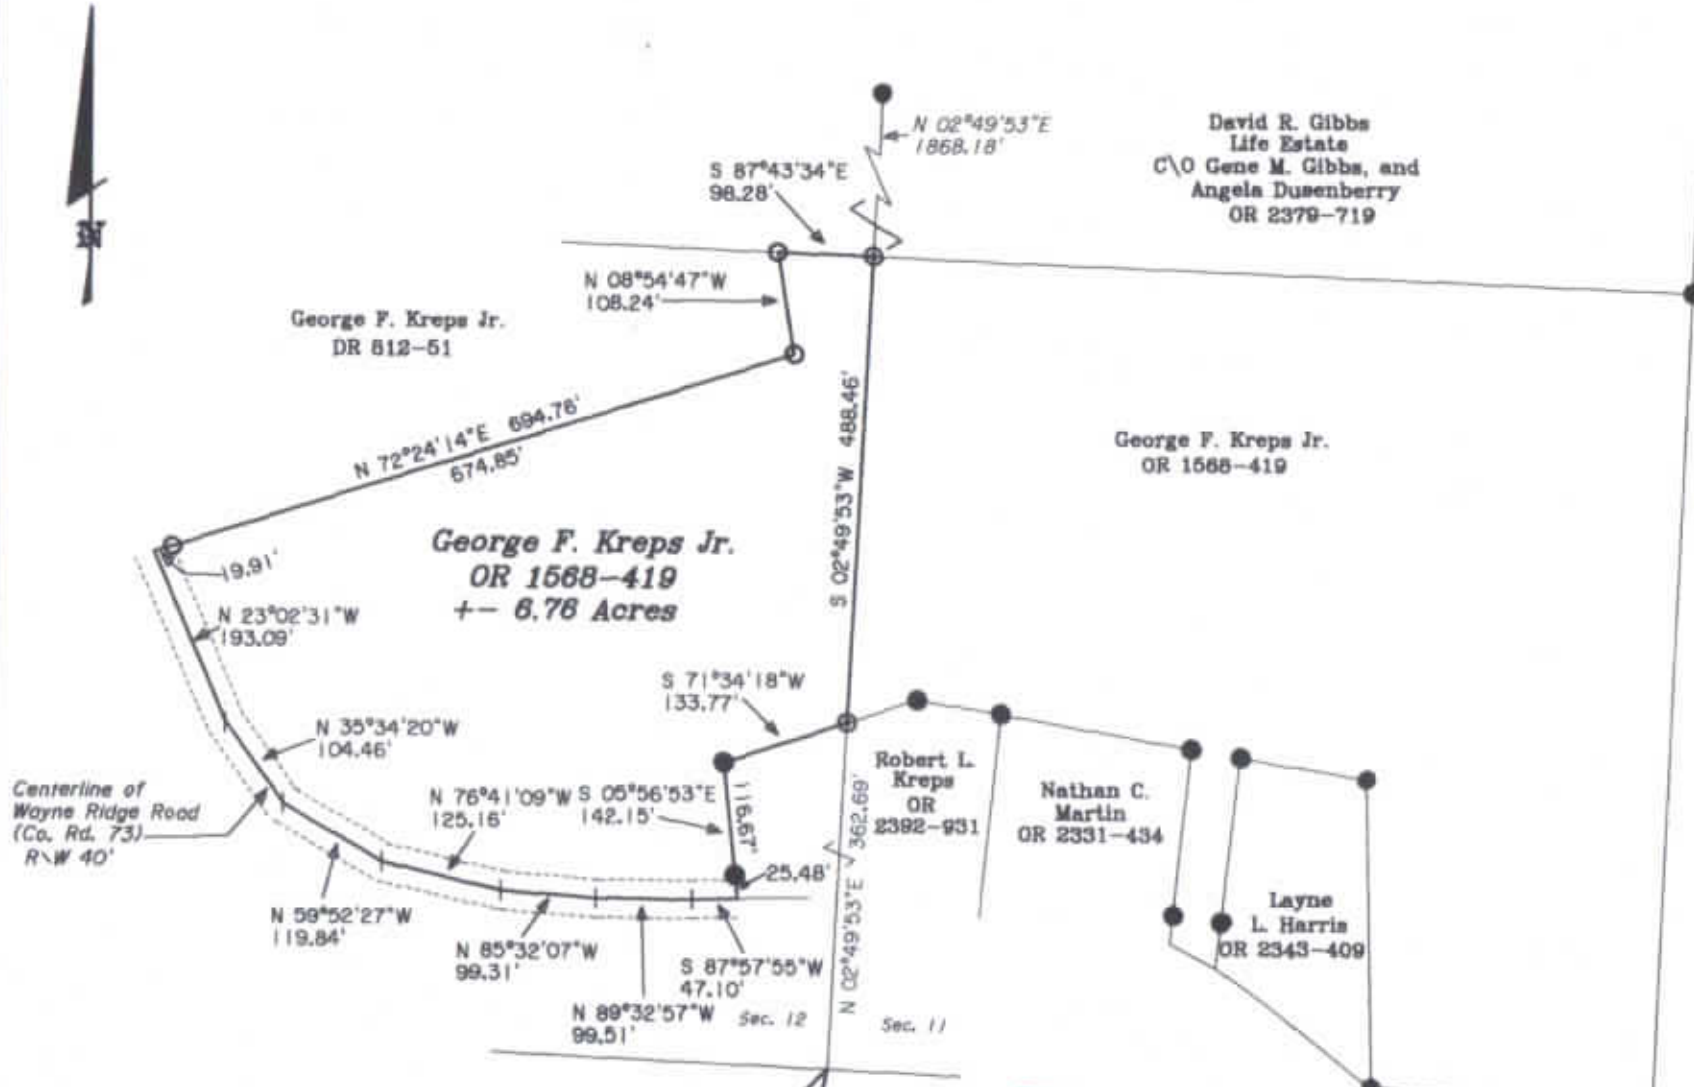 N
N 02°49'53"E
1868.18'
S 87°43'34"E
98.28'
David R. Gibbs
Life Estate
C\O Gene M. Gibbs, and
Angela Dusenberry
OR 2379-719
N 08°54'47"W
108.24'
George F. Kreps Jr.
DR 812-51
N 72°24'14"E 694.76'
674.85'
S 02°49'53"W 488.46'
George F. Kreps Jr.
OR 1568-419
George F. Kreps Jr.
OR 1568-419
+- 6.76 Acres
19.91'
N 23°02'31"W
193.09'
S 71°34'18"W
133.77'
N 35°34'20"W
104.46'
Centerline of
Wayne Ridge Road
(Co. Rd. 73)
R\W 40'
N 76°41'09"W
125.16'
S 05°56'53"E
142.15'
116.67'
25.48'
Robert L.
Kreps
OR
2392-931
Nathan C.
Martin
OR 2331-434
Layne
L. Harris
OR 2343-409
N 59°52'27"W
119.84'
N 85°32'07"W
99.31'
N 89°32'57"W
99.51'
S 87°57'55"W
47.10'
N 02°49'53"E 362.69'
Sec. 12
Sec. 11